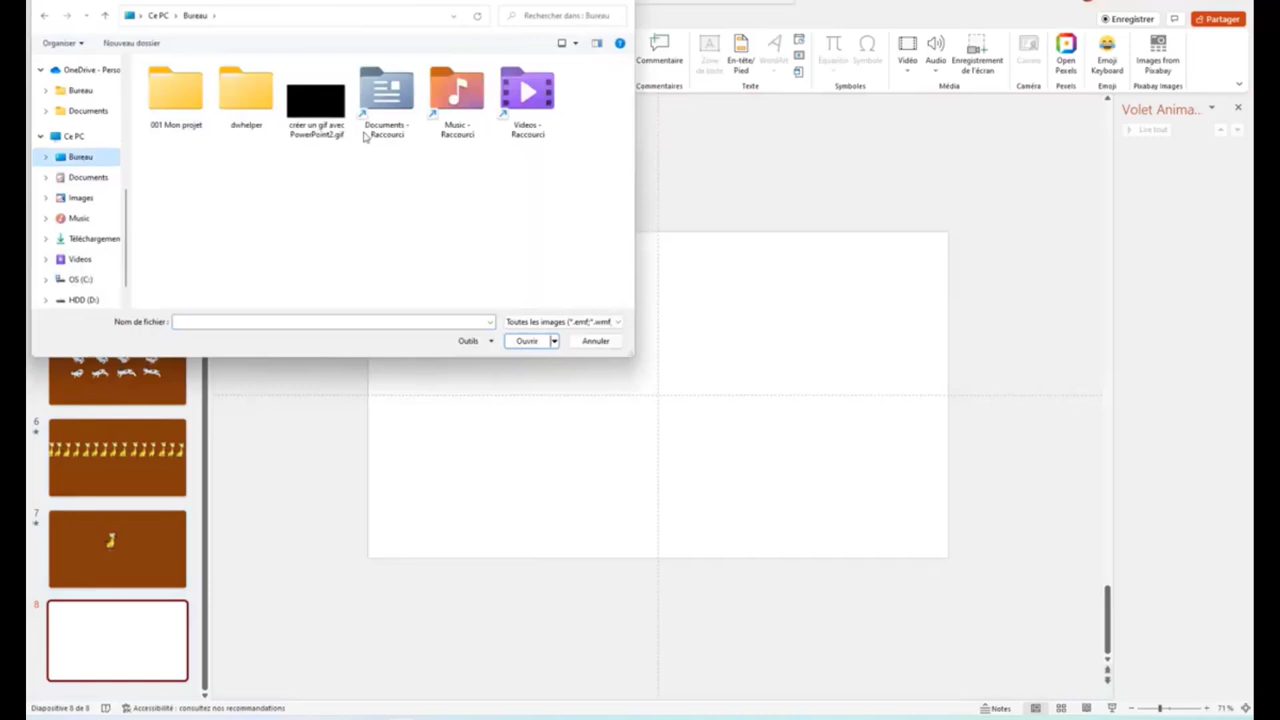 Ce PC > Bureau >
Rechercher dans : Bureau
Organiser
Nouveau dossier
OneDrive - Perso
Bureau
Documents
Ce PC
Bureau
Documents
Images
Music
Téléchargemen
Videos
OS (C:)
HDD (D:)
001 Mon projet
dwhelper
créer un gif avec
PowerPoint2.gif
Documents -
Raccourci
Music -
Raccourci
Videos -
Raccourci
Nom de fichier :
Toutes les images (*.emf;*.wmf,
Outils
Ouvrir
Annuler
Enregistrer
Partager
Commentaire
Zone
de texte
En-tête/
Pied
WordArt
Équation
Symbole
Vidéo
Audio
Enregistrement
de l'écran
Caméo
Open
Pexels
Emoji
Keyboard
Images from
Pixabay
Commentaires
Texte
Symboles
Média
Caméra
Pexels
Emoji
Pixabay Images
Volet Anima...
Lire tout
6
7
8
Diapositive 8 de 8
Accessibilité : consultez nos recommandations
Notes
71 %